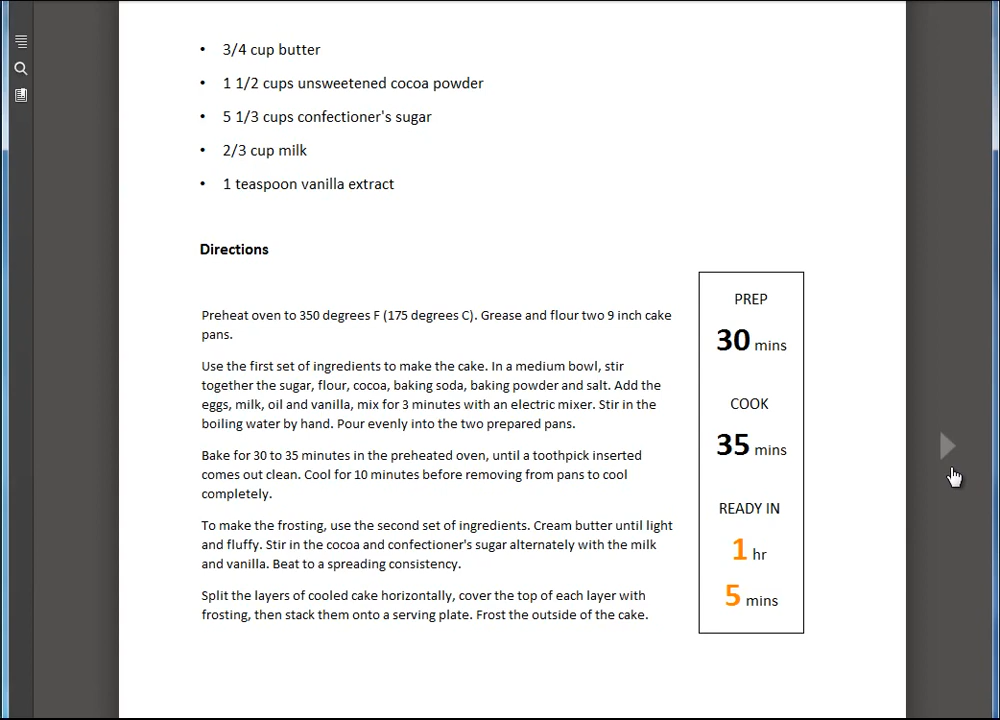 • 3/4 cup butter
• 1 1/2 cups unsweetened cocoa powder
• 5 1/3 cups confectioner's sugar
• 2/3 cup milk
• 1 teaspoon vanilla extract
Directions
Preheat oven to 350 degrees F (175 degrees C). Grease and flour two 9 inch cake
pans.
Use the first set of ingredients to make the cake. In a medium bowl, stir
together the sugar, flour, cocoa, baking soda, baking powder and salt. Add the
eggs, milk, oil and vanilla, mix for 3 minutes with an electric mixer. Stir in the
boiling water by hand. Pour evenly into the two prepared pans.
Bake for 30 to 35 minutes in the preheated oven, until a toothpick inserted
comes out clean. Cool for 10 minutes before removing from pans to cool
completely.
To make the frosting, use the second set of ingredients. Cream butter until light
and fluffy. Stir in the cocoa and confectioner's sugar alternately with the milk
and vanilla. Beat to a spreading consistency.
Split the layers of cooled cake horizontally, cover the top of each layer with
frosting, then stack them onto a serving plate. Frost the outside of the cake.
PREP
30 mins
COOK
35 mins
READY IN
1 hr
5 mins